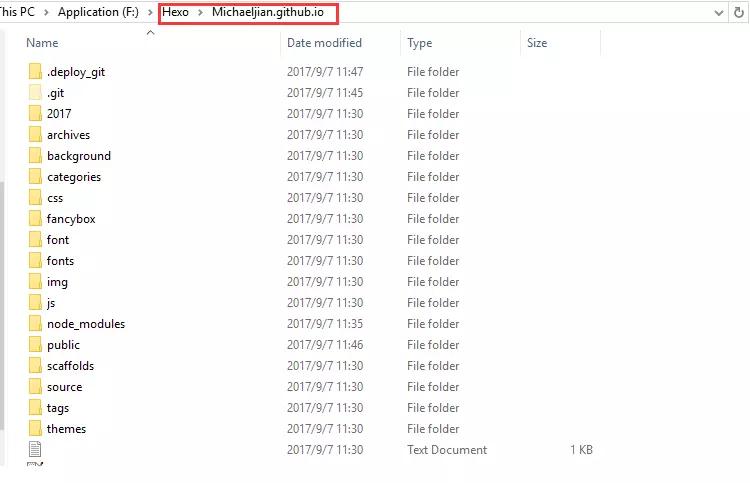 This PC > Application (F:) > Hexo > Michaeljian.github.io
Name Date modified Type Size
.deploy_git 2017/9/7 11:47 File folder
.git 2017/9/7 11:45 File folder
2017 2017/9/7 11:30 File folder
archives 2017/9/7 11:30 File folder
background 2017/9/7 11:30 File folder
categories 2017/9/7 11:30 File folder
css 2017/9/7 11:30 File folder
fancybox 2017/9/7 11:30 File folder
font 2017/9/7 11:30 File folder
fonts 2017/9/7 11:30 File folder
img 2017/9/7 11:30 File folder
js 2017/9/7 11:30 File folder
node_modules 2017/9/7 11:35 File folder
public 2017/9/7 11:46 File folder
scaffolds 2017/9/7 11:30 File folder
source 2017/9/7 11:30 File folder
tags 2017/9/7 11:30 File folder
themes 2017/9/7 11:30 File folder
2017/9/7 11:30 Text Document 1 KB